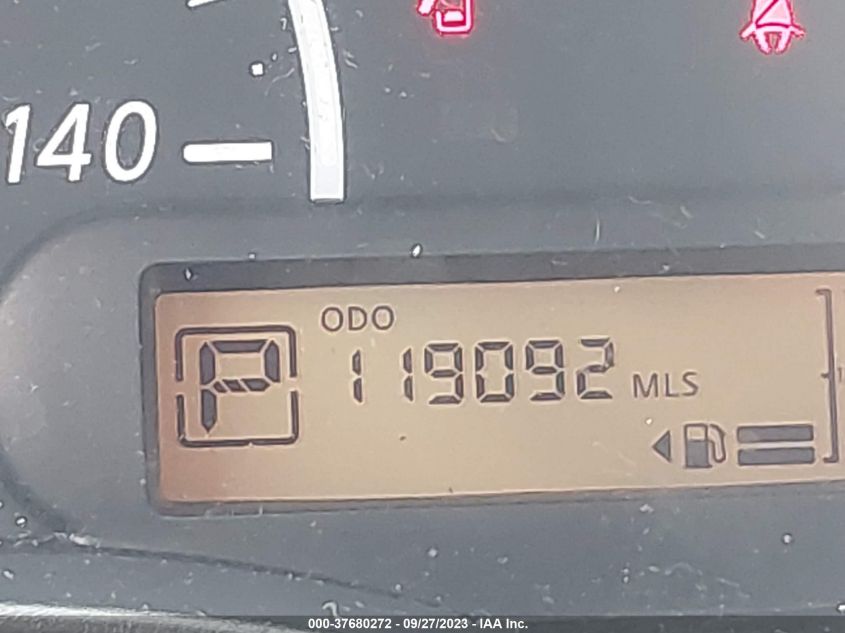 140
ODO
P 119092 MLS
000-37680272 - 09/27/2023 - IAA Inc.